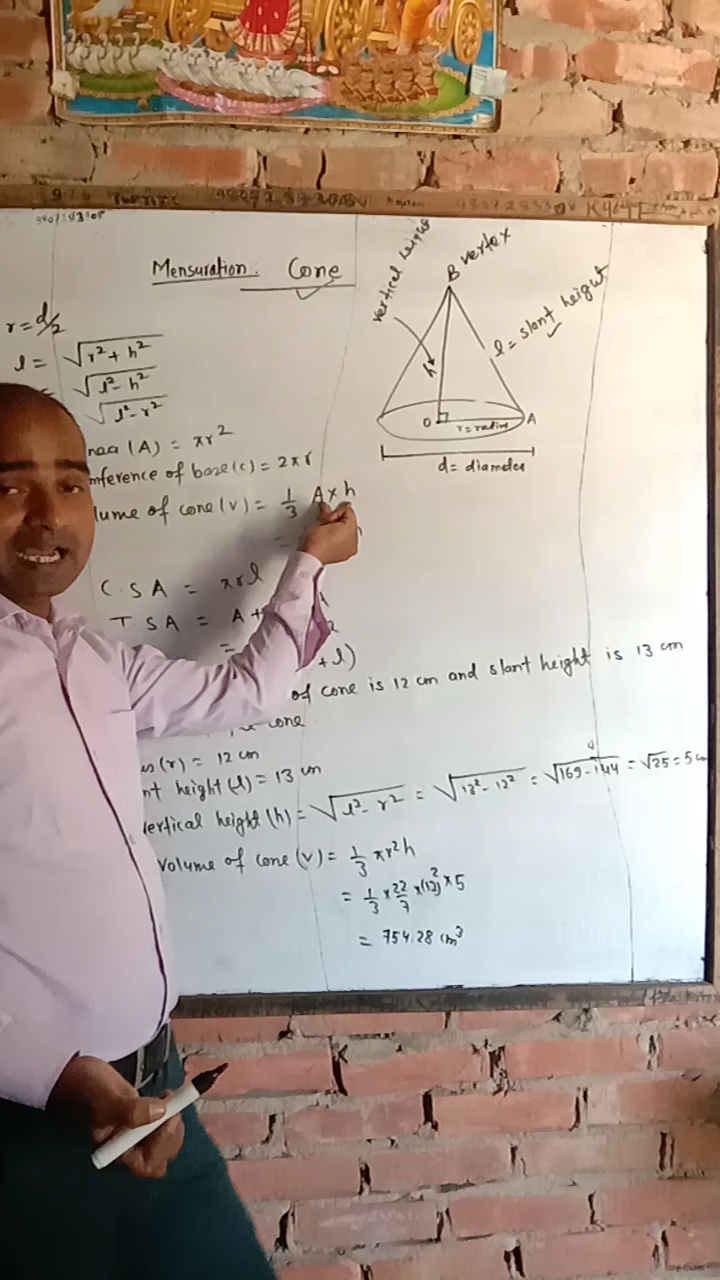 Mensuration: Cone
r = d/2
l = √(r² + h²)
√(l² - h²)
√(l² - r²)
(A) = πr²
of base (c) = 2πr
of cone (v) = 1/3 A × h
=
C.S.A = πrl
T.S.A = A +
=
+ l)
of cone is 12 cm and slant height is 13 cm
cone
(r) = 12 cm
height (l) = 13 cm
vertical height (h) = √(l² - r²) = √(13² - 12²) = √(169 - 144) = √25 = 5 c
Volume of cone (v) = 1/3 πr²h
= 1/3 × 22/7 × (12)² × 5
= 754.28 cm³
B vertex
vertical height
l = slant height
h
O r = radius A
d = diameter